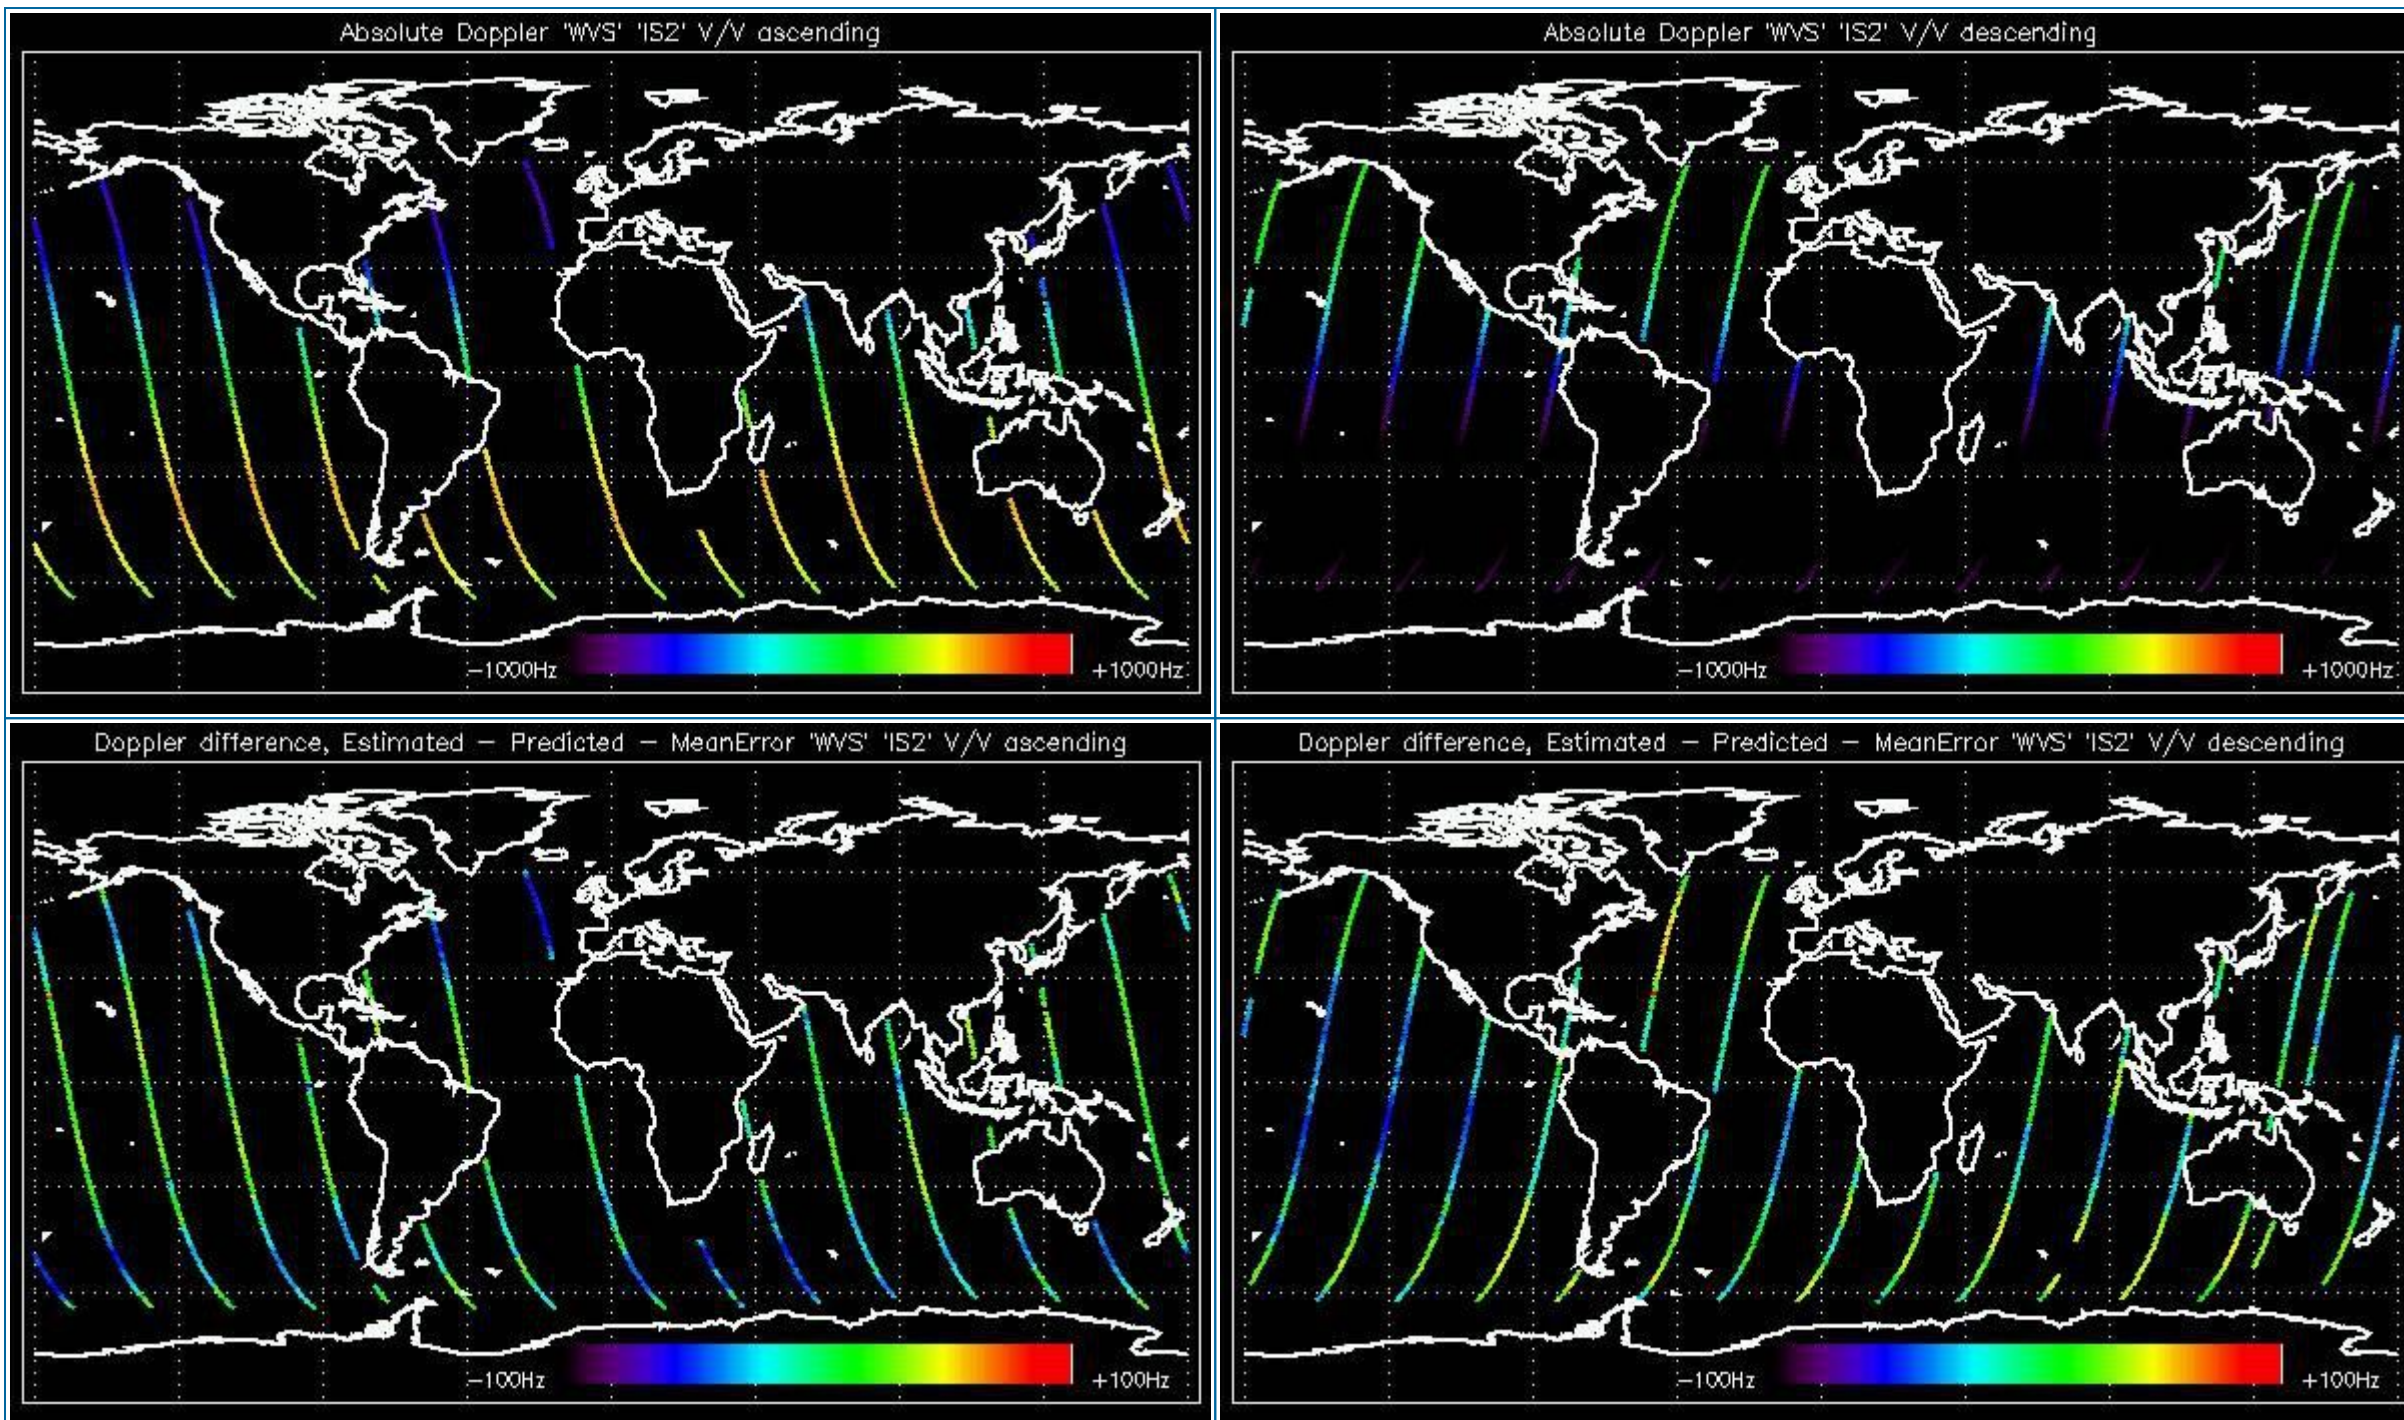 Absolute Doppler 'WVS' 'IS2' V/V ascending
−1000Hz
+1000Hz
Absolute Doppler 'WVS' 'IS2' V/V descending
−1000Hz
+1000Hz
Doppler difference, Estimated − Predicted − MeanError 'WVS' 'IS2' V/V ascending
−100Hz
+100Hz
Doppler difference, Estimated − Predicted − MeanError 'WVS' 'IS2' V/V descending
−100Hz
+100Hz